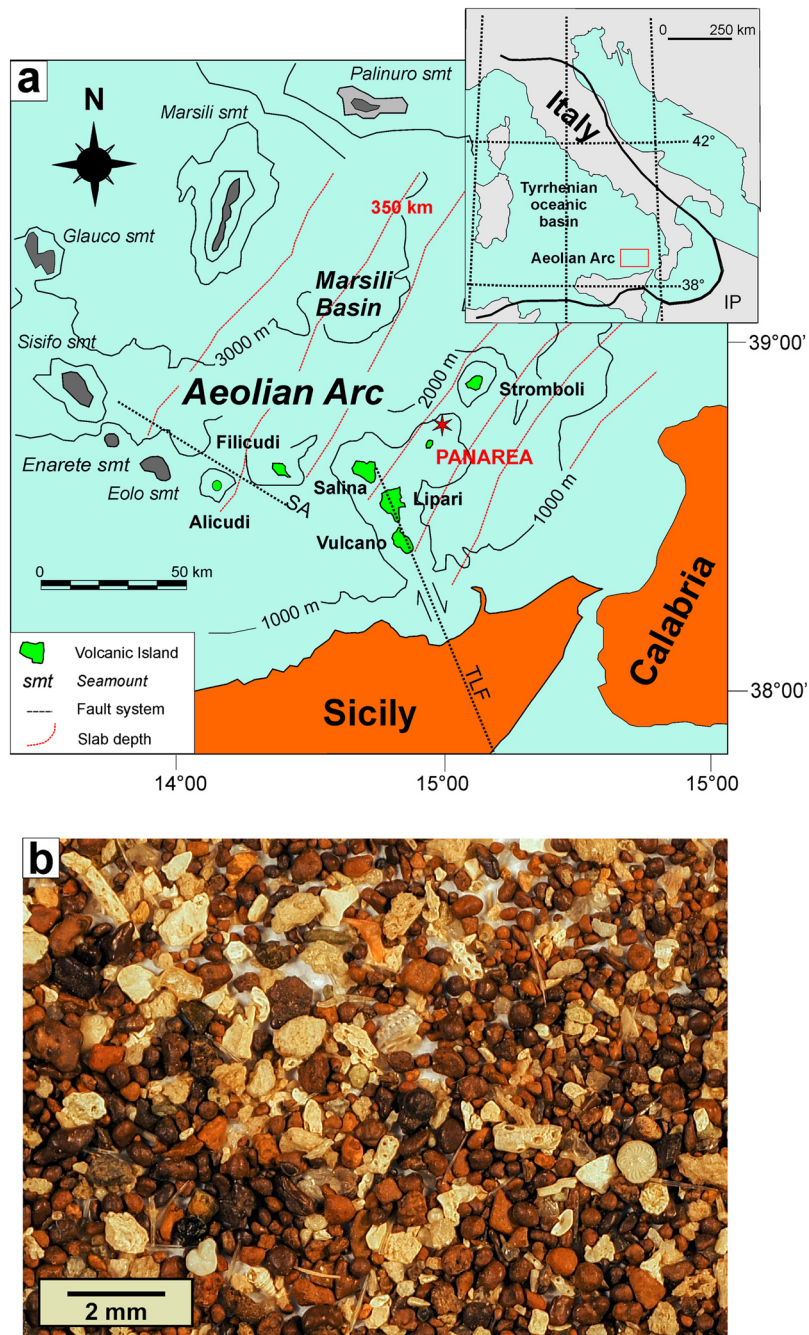 a
N
Palinuro smt
Marsili smt
Glauco smt
350 km
Marsili
Basin
3000 m
Sisifo smt
Aeolian Arc
2000 m
Stromboli
Filicudi
PANAREA
Enarete smt
Salina
Lipari
Eolo smt
SA
Alicudi
Vulcano
1000 m
0 50 km
1000 m
Calabria
TLF
Sicily
Volcanic Island
smt Seamount
Fault system
Slab depth
0 250 km
Italy
42°
Tyrrhenian
oceanic
basin
Aeolian Arc
38°
IP
39°00'
38°00'
14°00" 15°00" 15°00"
b
2 mm